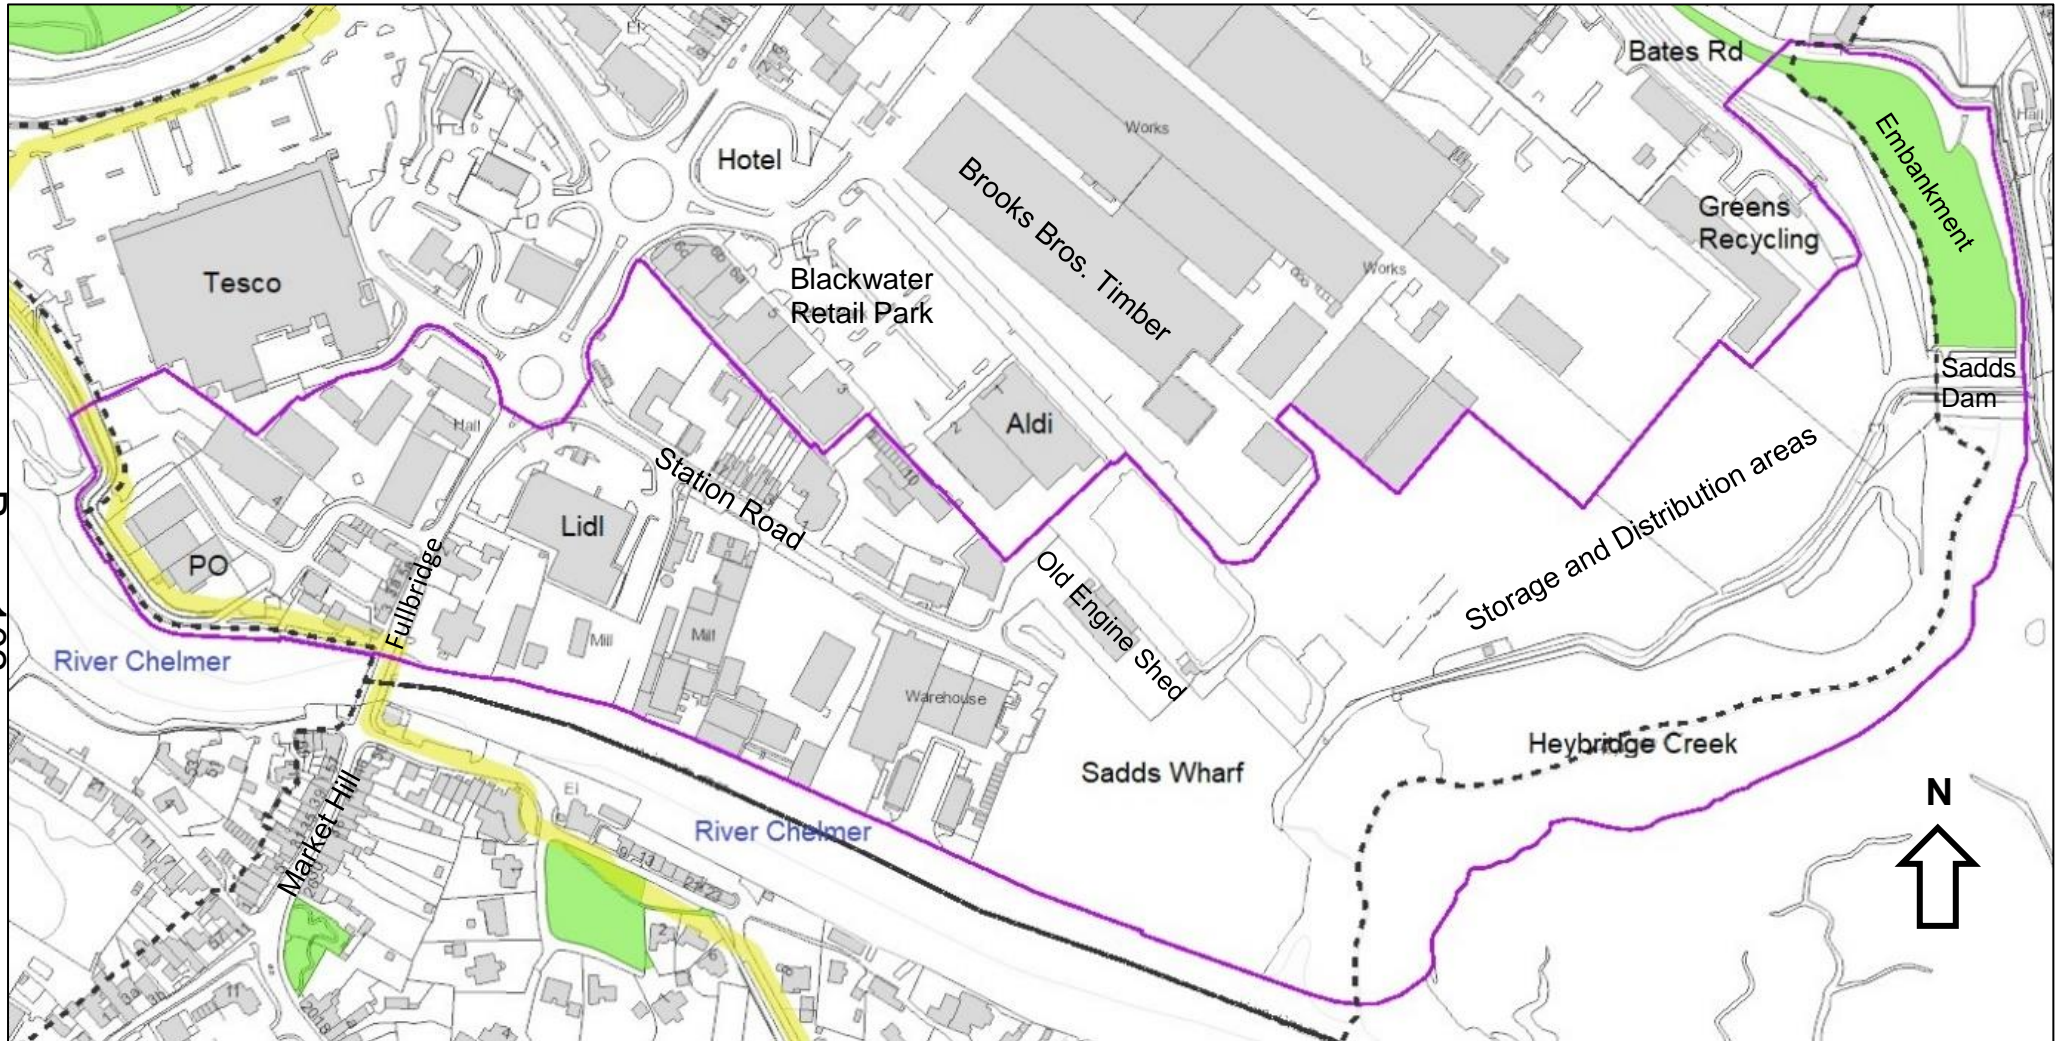 Bates Rd
Works
Hotel
Hall
Embankment
Brooks Bros. Timber
Greens
Recycling
Tesco
Blackwater
Retail Park
Works
Sadds
Dam
Hall
Aldi
Station Road
Lidl
Storage and Distribution areas
PO
Fullbridge
Old Engine Shed
Mill
Mill
River Chelmer
Warehouse
Heybridge Creek
Sadds Wharf
N
El
Market Hill
River Chelmer